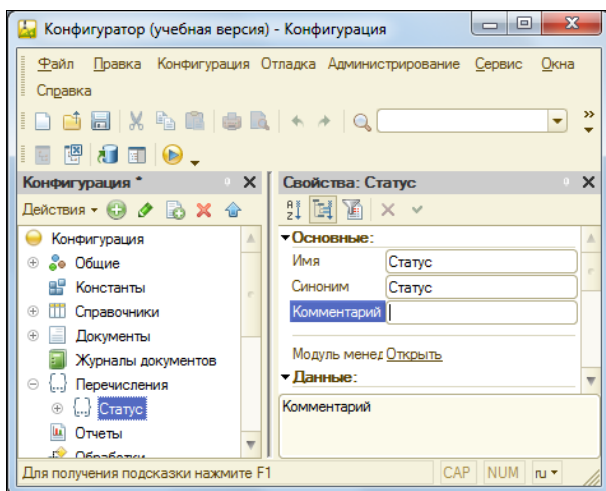 Конфигуратор (учебная версия) - Конфигурация
Файл Правка Конфигурация Отладка Администрирование Сервис Окна
Справка
Конфигурация *
Действия
Конфигурация
Общие
Константы
Справочники
Документы
Журналы документов
Перечисления
Статус
Отчеты
Обработки
Свойства: Статус
Основные:
Имя Статус
Синоним Статус
Комментарий
Модуль менед Открыть
Данные:
Комментарий
Для получения подсказки нажмите F1 CAP NUM ru